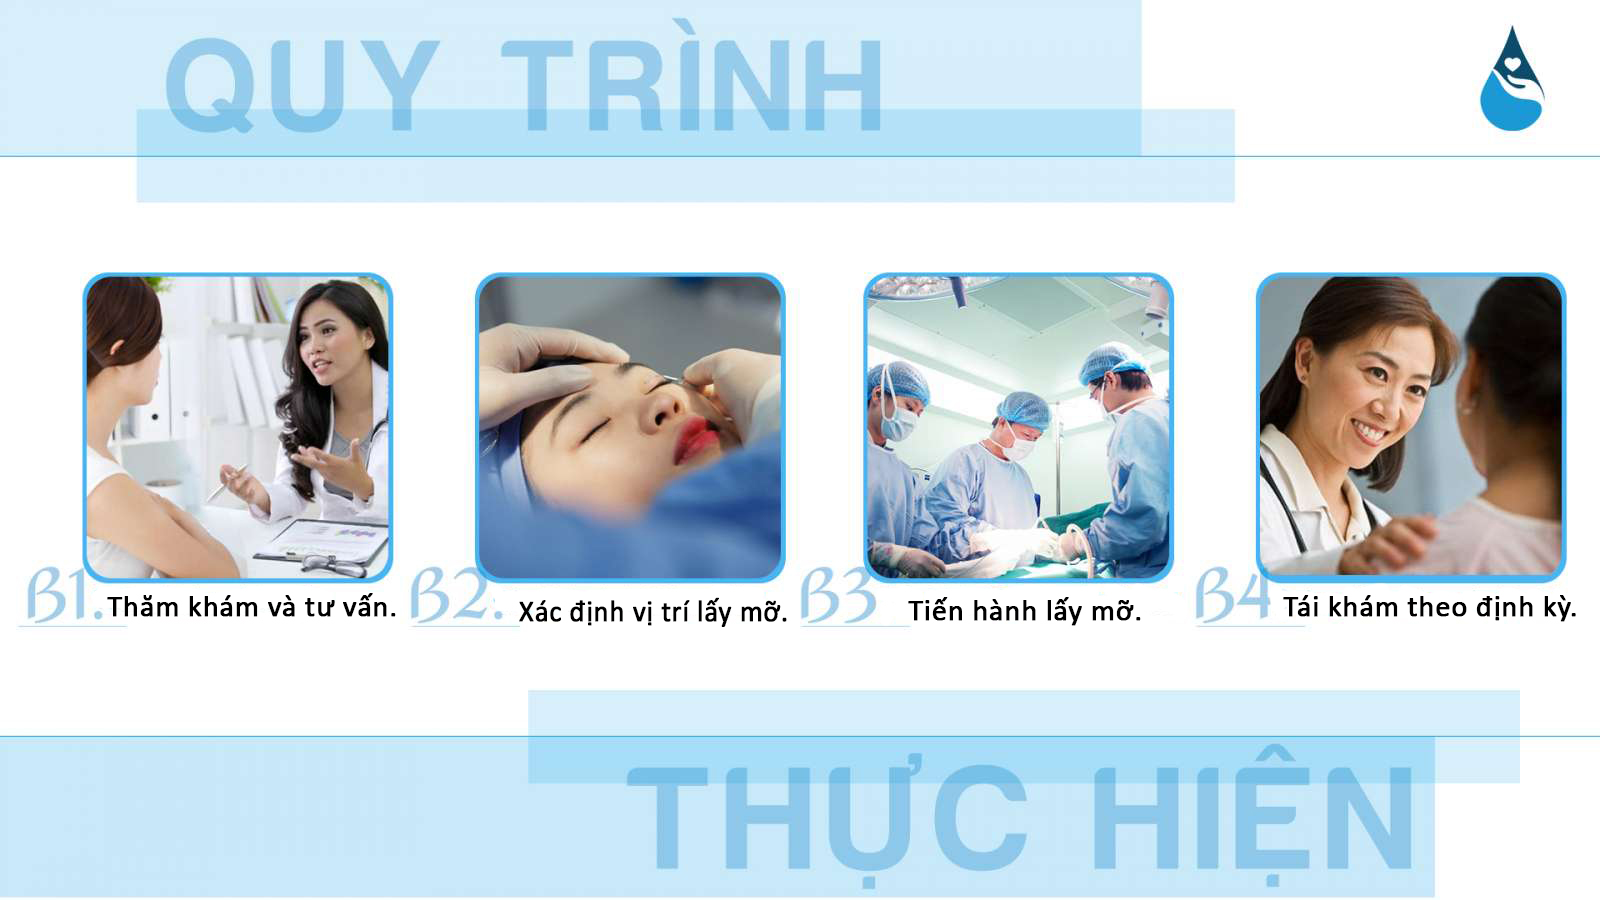 QUY TRÌNH
B1. Thăm khám và tư vấn.
B2. Xác định vị trí lấy mỡ.
B3 Tiến hành lấy mỡ.
B4 Tái khám theo định kỳ.
THỰC HIỆN